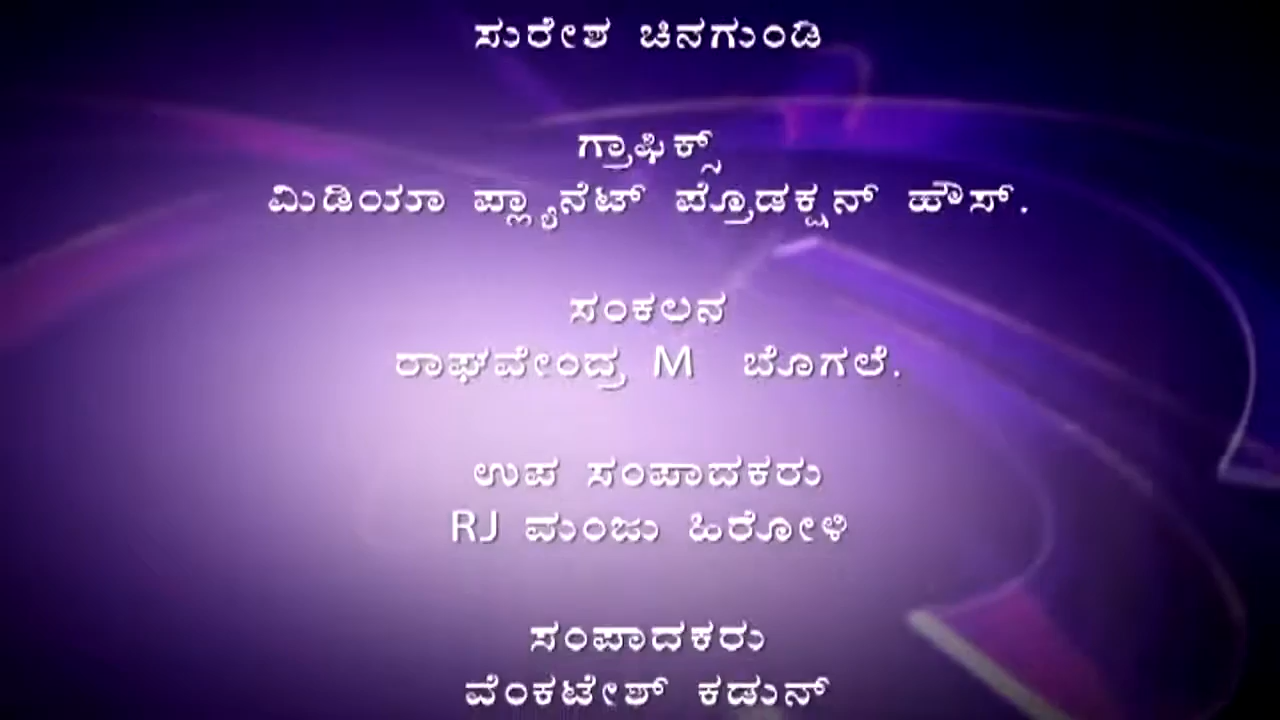 ಸುರೇಶ ಚಿನಗುಂಡಿ
ಗ್ರಾಫಿಕ್ಸ್
ಮಿಡಿಯಾ ಪ್ಲ್ಯಾನೆಟ್ ಪ್ರೊಡಕ್ಷನ್ ಹೌಸ್.
ಸಂಕಲನ
ರಾಘವೇಂದ್ರ M ಬೊಗಲೆ.
ಉಪ ಸಂಪಾದಕರು
RJ ಮಂಜು ಹಿರೋಳಿ
ಸಂಪಾದಕರು
ವೆಂಕಟೇಶ್ ಕಡುನ್